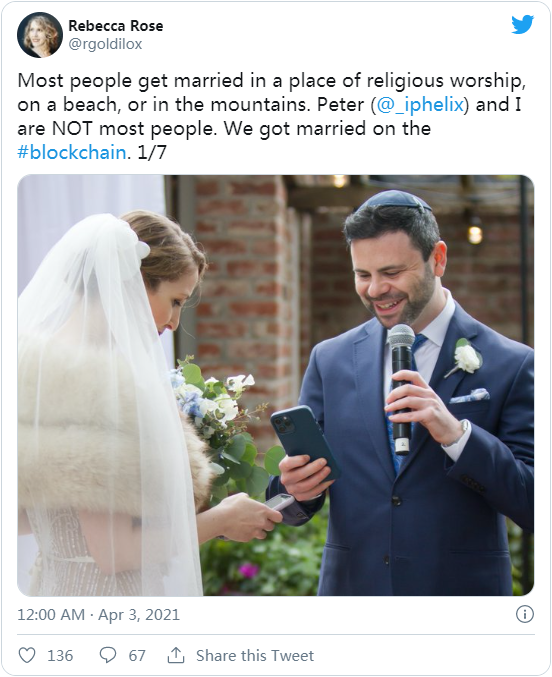 Rebecca Rose
@rgoldilox
Most people get married in a place of religious worship,
on a beach, or in the mountains. Peter (@_iphelix) and I
are NOT most people. We got married on the
#blockchain. 1/7
12:00 AM · Apr 3, 2021
136 67 Share this Tweet